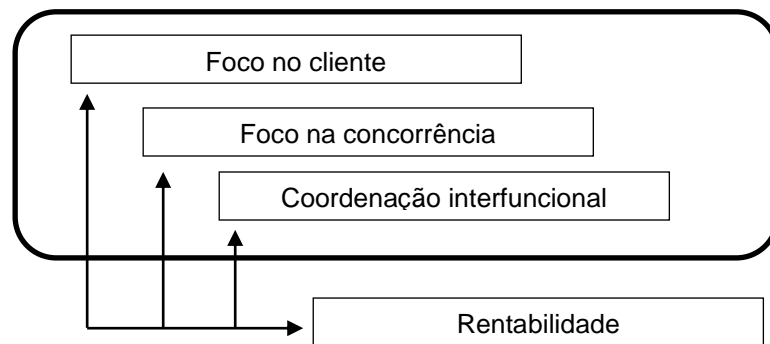 Foco no cliente
Foco na concorrência
Coordenação interfuncional
Rentabilidade